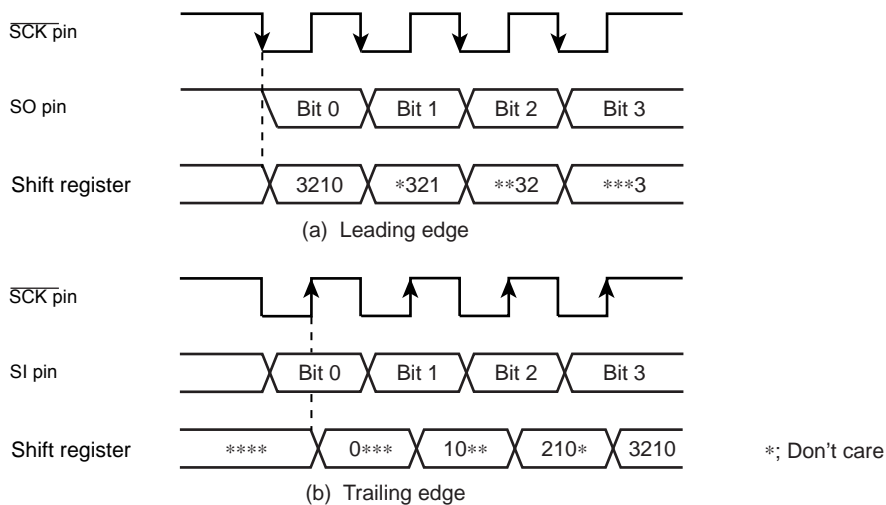 SCK pin
SO pin
Bit 0 Bit 1 Bit 2 Bit 3
Shift register
3210 *321 **32 ***3
(a) Leading edge
SCK pin
SI pin
Bit 0 Bit 1 Bit 2 Bit 3
Shift register
**** 0*** 10** 210* 3210
*; Don't care
(b) Trailing edge